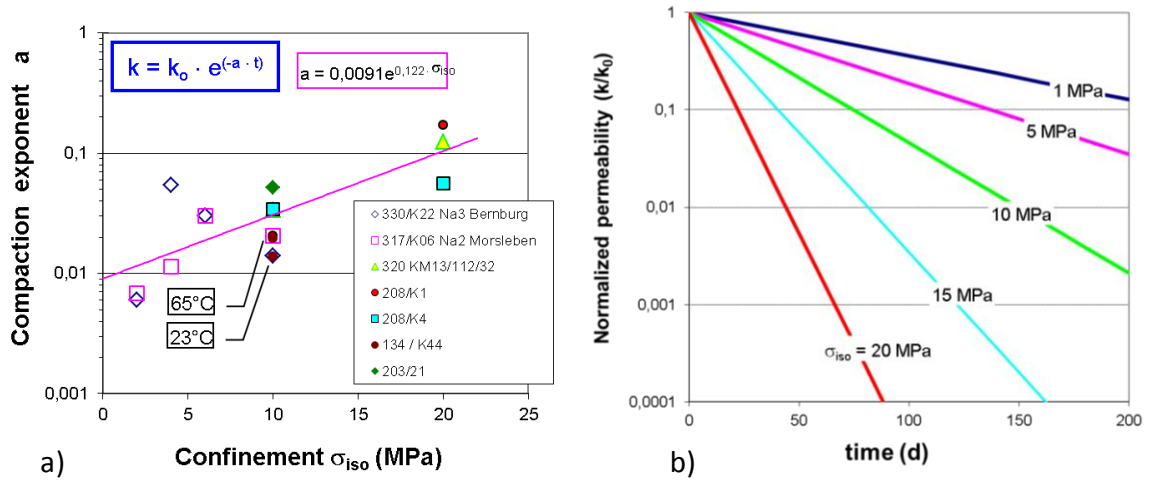 1
0,1
0,01
0,001
0 5 10 15 20 25
Compaction exponent a
Confinement σiso (MPa)
k = ko · e(-a · t)
a = 0,0091e0,122· σiso
65°C
23°C
330/K22 Na3 Bernburg
317/K06 Na2 Morsleben
320 KM13/112/32
208/K1
208/K4
134 / K44
203/21
a)
1
0,1
0,01
0,001
0,0001
0 50 100 150 200
Normalized permeability (k/k0)
time (d)
1 MPa
5 MPa
10 MPa
15 MPa
σiso = 20 MPa
b)